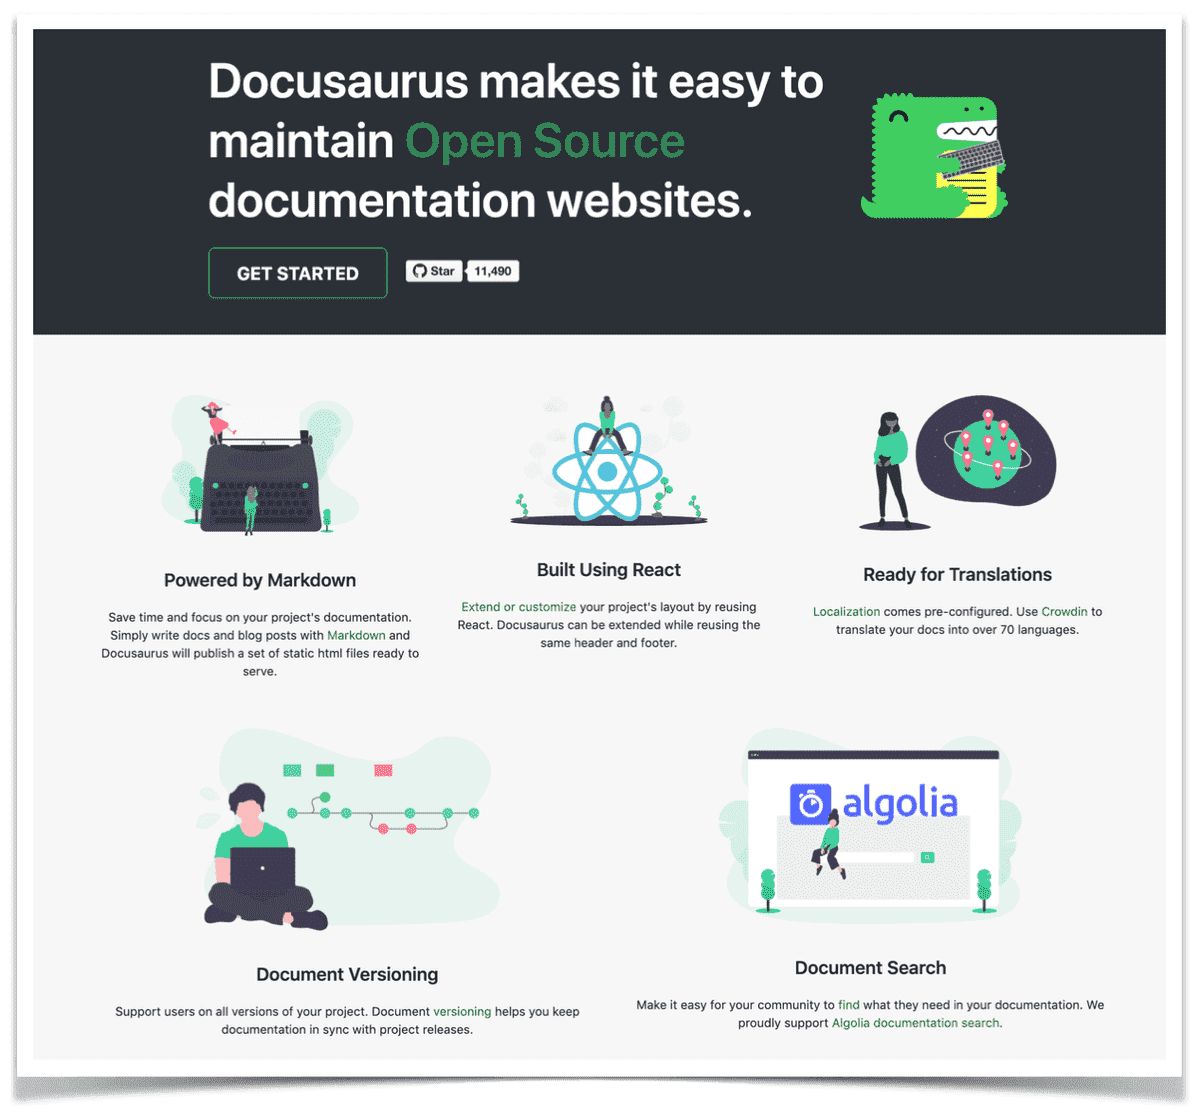 Docusaurus makes it easy to
maintain Open Source
documentation websites.
GET STARTED
Star
11,490
Powered by Markdown
Save time and focus on your project's documentation.
Simply write docs and blog posts with Markdown and
Docusaurus will publish a set of static html files ready to
serve.
Built Using React
Extend or customize your project's layout by reusing
React. Docusaurus can be extended while reusing the
same header and footer.
Ready for Translations
Localization comes pre-configured. Use Crowdin to
translate your docs into over 70 languages.
algolia
Document Versioning
Support users on all versions of your project. Document versioning helps you keep
documentation in sync with project releases.
Document Search
Make it easy for your community to find what they need in your documentation. We
proudly support Algolia documentation search.